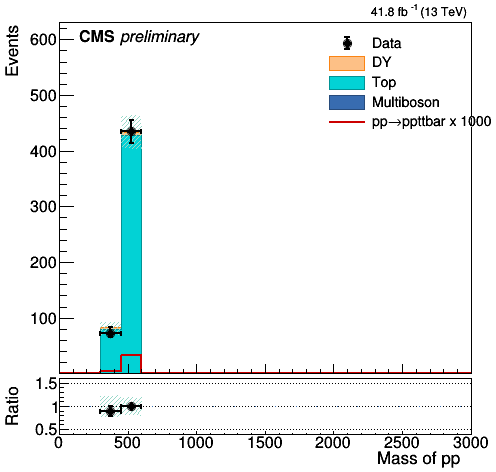 41.8 fb⁻¹ (13 TeV)
CMS preliminary
Events
600
500
400
300
200
100
Data
DY
Top
Multiboson
pp→ppttbar x 1000
Ratio
1.5
1
0.5
0 500 1000 1500 2000 2500 3000
Mass of pp